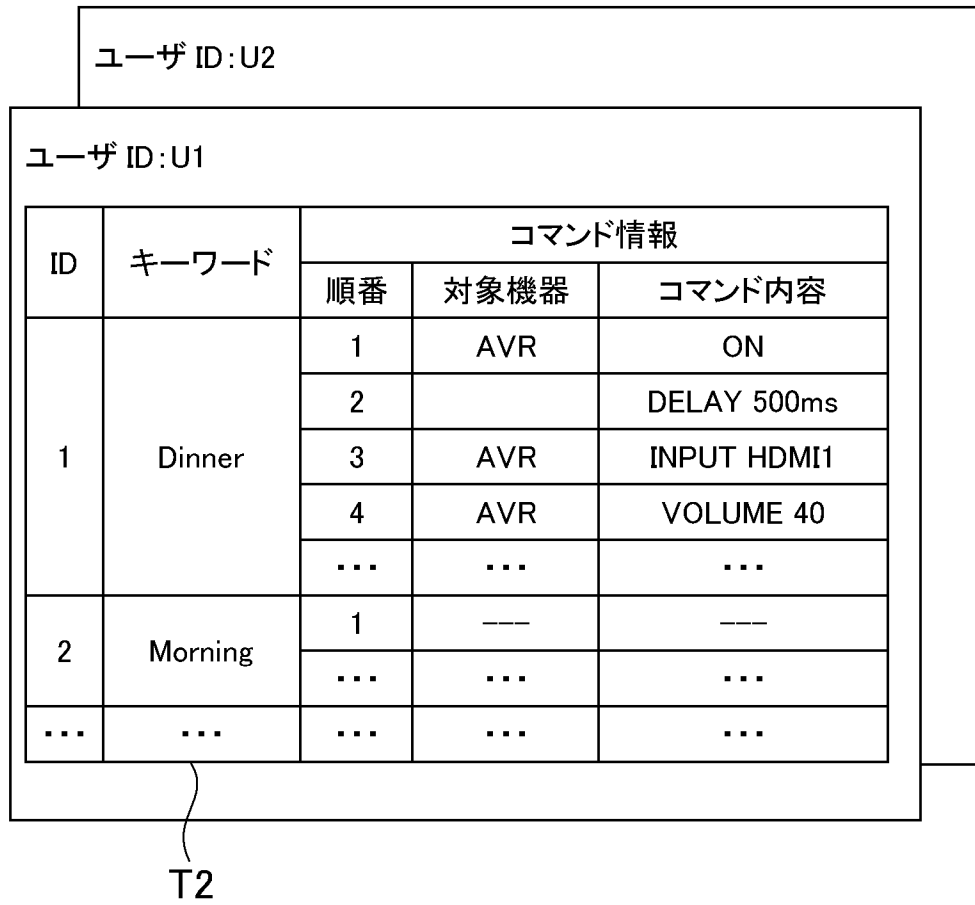 ユーザ ID:U2
ユーザ ID:U1
ID キーワード コマンド情報
順番 対象機器 コマンド内容
1 Dinner 1 AVR ON
2 DELAY 500ms
3 AVR INPUT HDMI1
4 AVR VOLUME 40
・・・ ・・・ ・・・
2 Morning 1 --- ---
・・・ ・・・ ・・・
・・・ ・・・ ・・・ ・・・ ・・・
T2